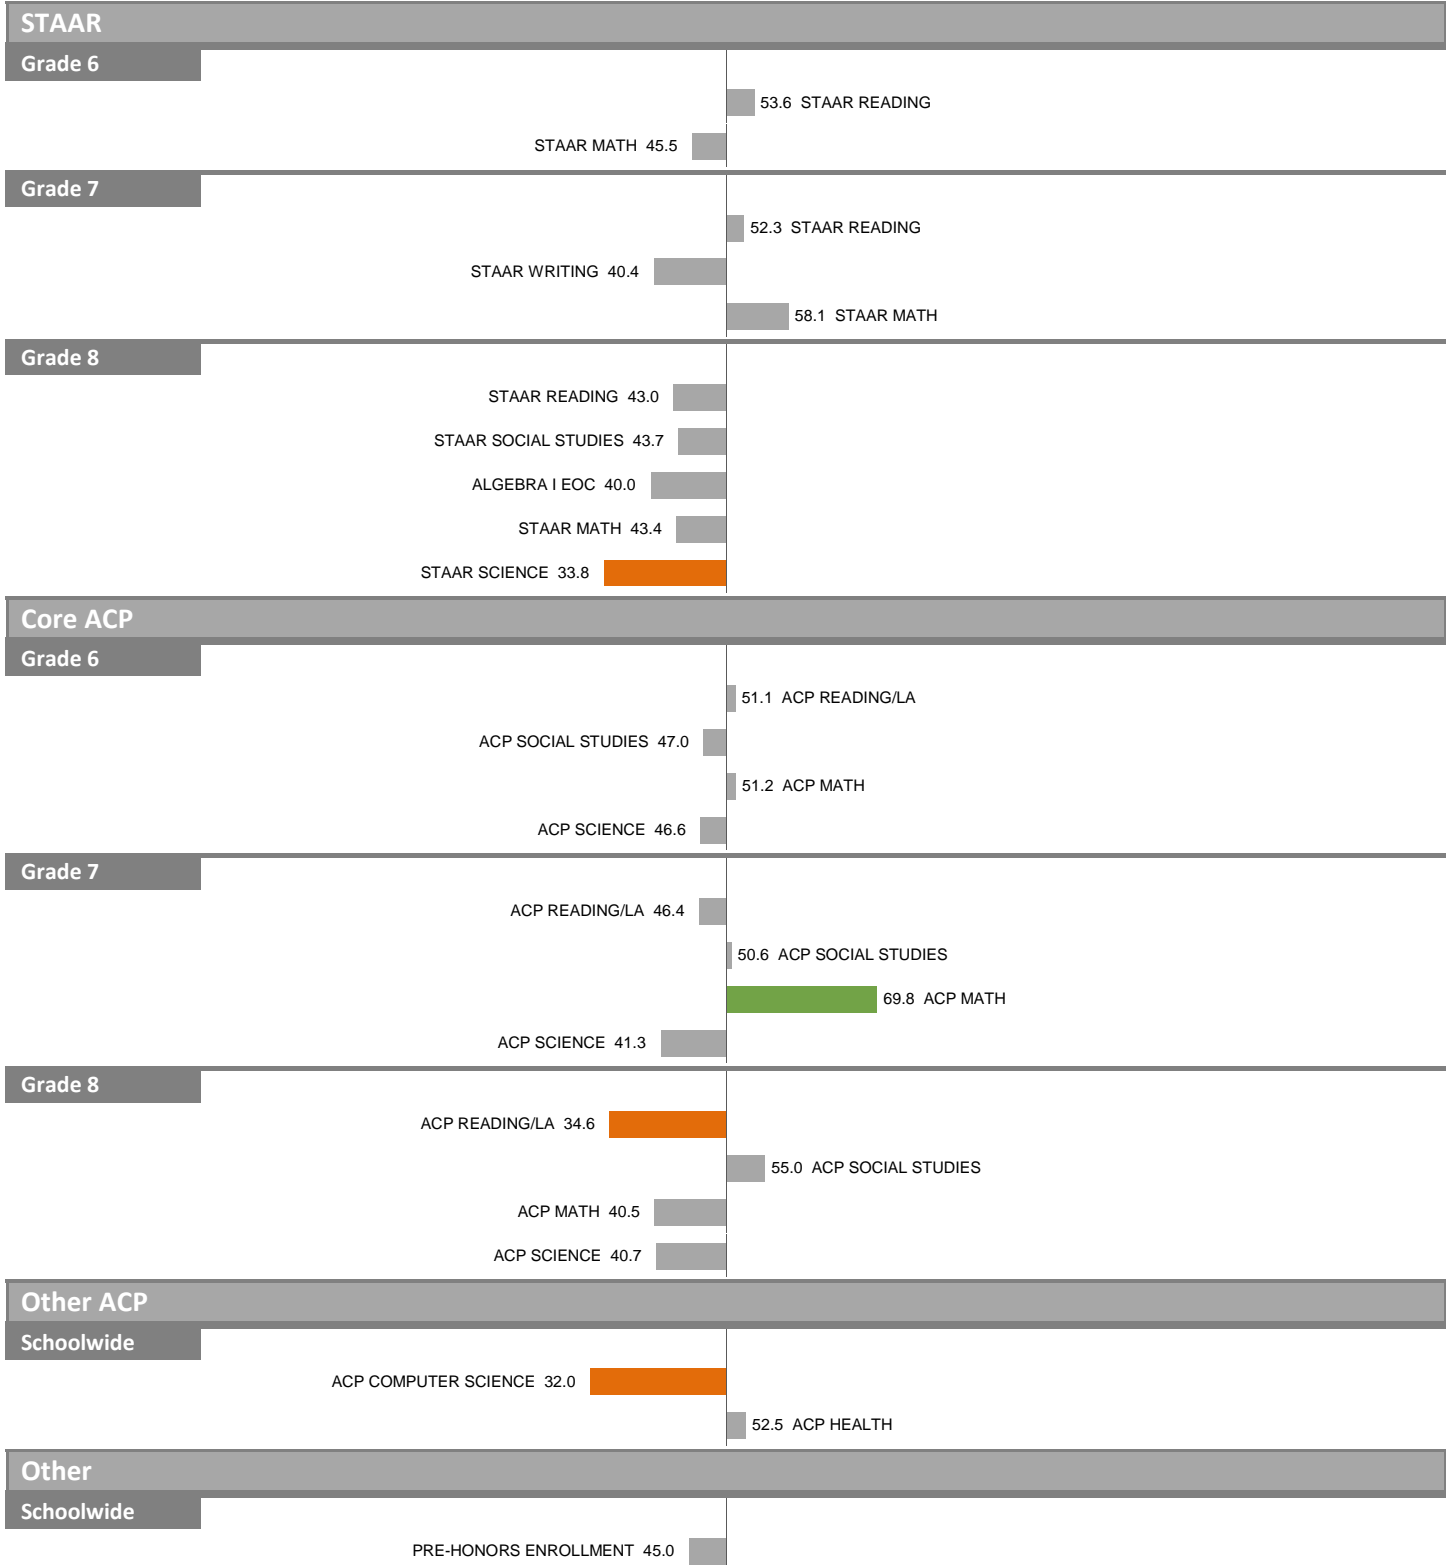 STAAR
Grade 6
53.6 STAAR READING
STAAR MATH 45.5
Grade 7
52.3 STAAR READING
STAAR WRITING 40.4
58.1 STAAR MATH
Grade 8
STAAR READING 43.0
STAAR SOCIAL STUDIES 43.7
ALGEBRA I EOC 40.0
STAAR MATH 43.4
STAAR SCIENCE 33.8
Core ACP
Grade 6
51.1 ACP READING/LA
ACP SOCIAL STUDIES 47.0
51.2 ACP MATH
ACP SCIENCE 46.6
Grade 7
ACP READING/LA 46.4
50.6 ACP SOCIAL STUDIES
69.8 ACP MATH
ACP SCIENCE 41.3
Grade 8
ACP READING/LA 34.6
55.0 ACP SOCIAL STUDIES
ACP MATH 40.5
ACP SCIENCE 40.7
Other ACP
Schoolwide
ACP COMPUTER SCIENCE 32.0
52.5 ACP HEALTH
Other
Schoolwide
PRE-HONORS ENROLLMENT 45.0